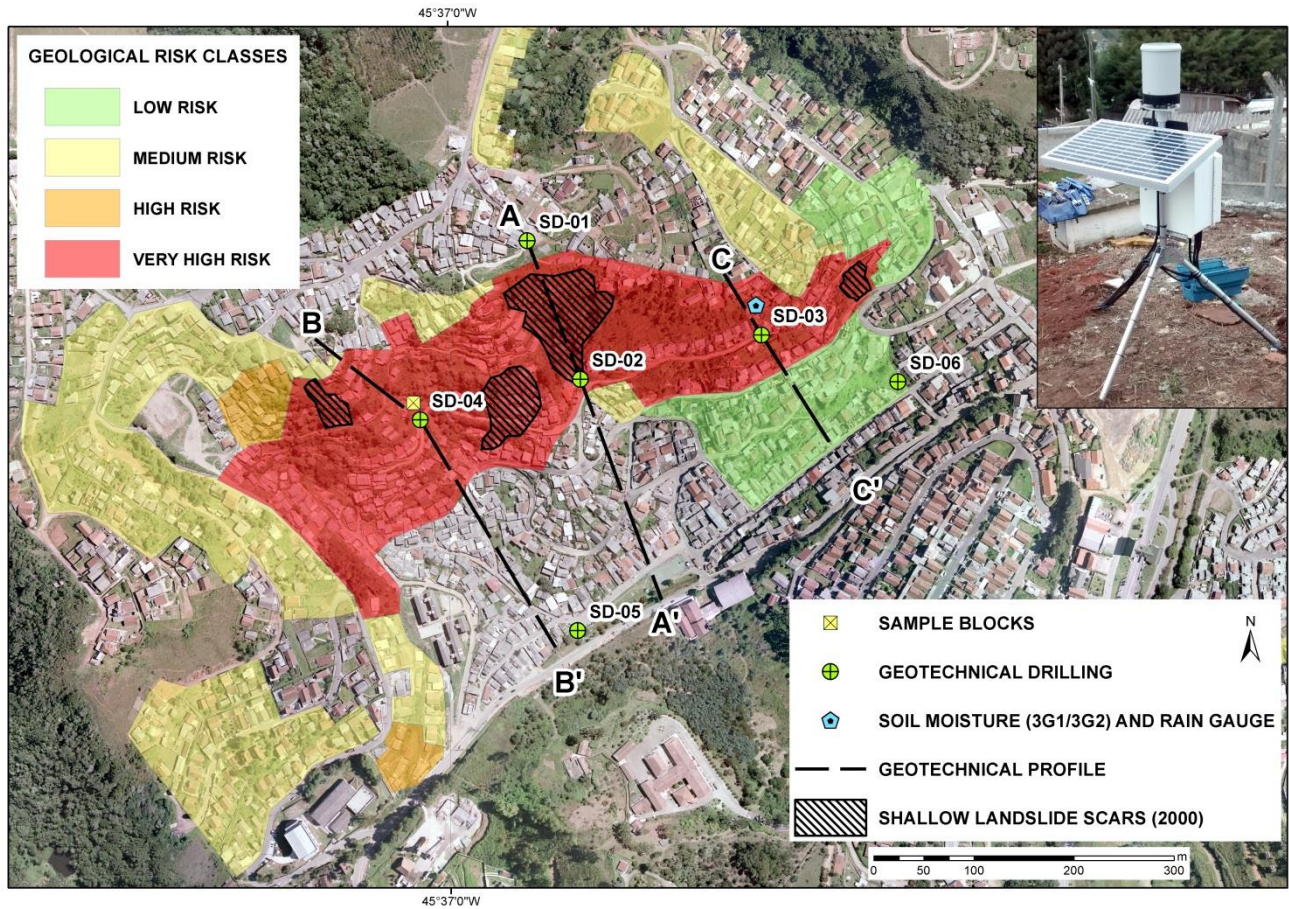 45°37'0"W
GEOLOGICAL RISK CLASSES
LOW RISK
MEDIUM RISK
HIGH RISK
VERY HIGH RISK
A
SD-01
C
B
SD-03
SD-02
SD-06
SD-04
C'
SD-05
A'
B'
SAMPLE BLOCKS
N
GEOTECHNICAL DRILLING
SOIL MOISTURE (3G1/3G2) AND RAIN GAUGE
GEOTECHNICAL PROFILE
SHALLOW LANDSLIDE SCARS (2000)
m
0 50 100 200 300
45°37'0"W